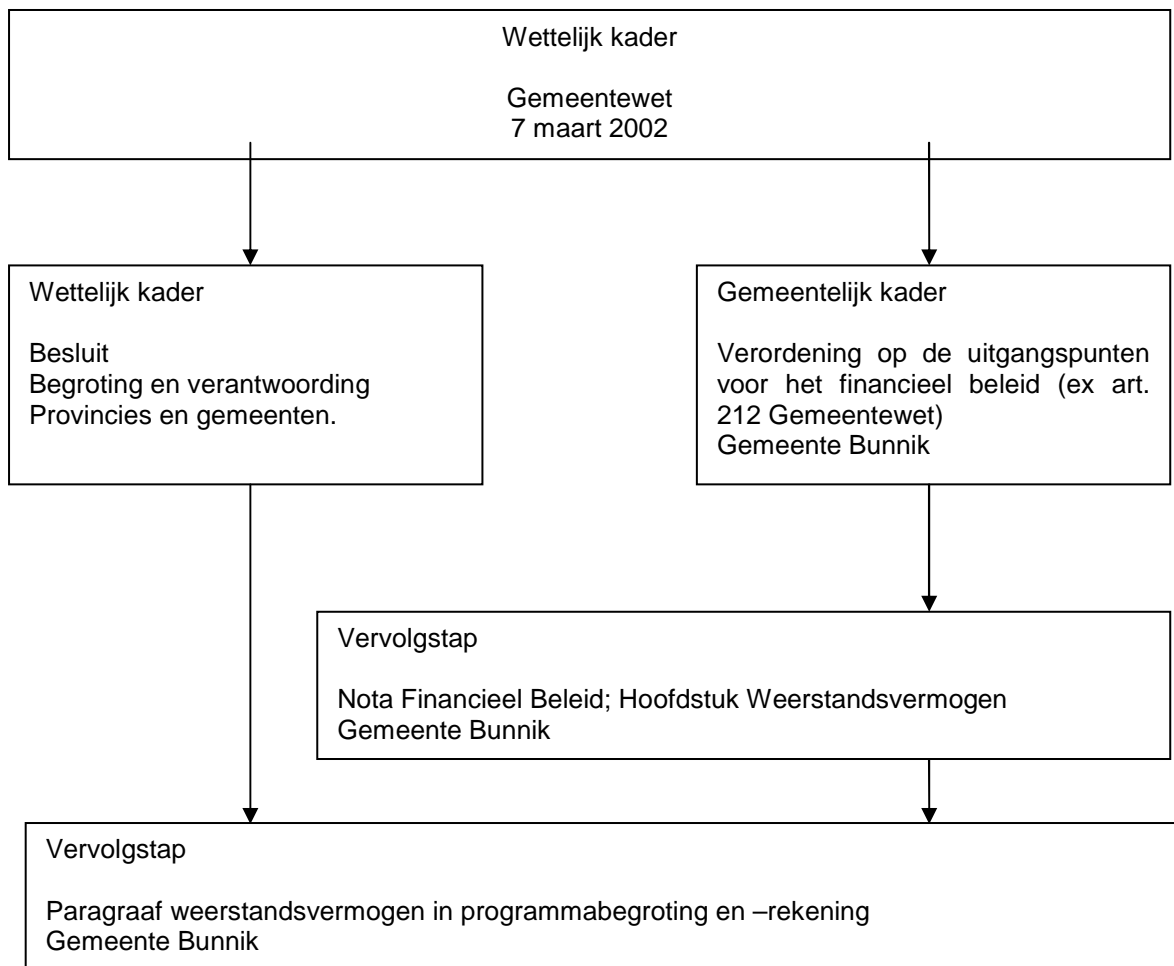 Wettelijk kader
Gemeentewet
7 maart 2002
Wettelijk kader
Besluit
Begroting en verantwoording
Provincies en gemeenten.
Gemeentelijk kader
Verordening op de uitgangspunten
voor het financieel beleid (ex art.
212 Gemeentewet)
Gemeente Bunnik
Vervolgstap
Nota Financieel Beleid; Hoofdstuk Weerstandsvermogen
Gemeente Bunnik
Vervolgstap
Paragraaf weerstandsvermogen in programmabegroting en –rekening
Gemeente Bunnik